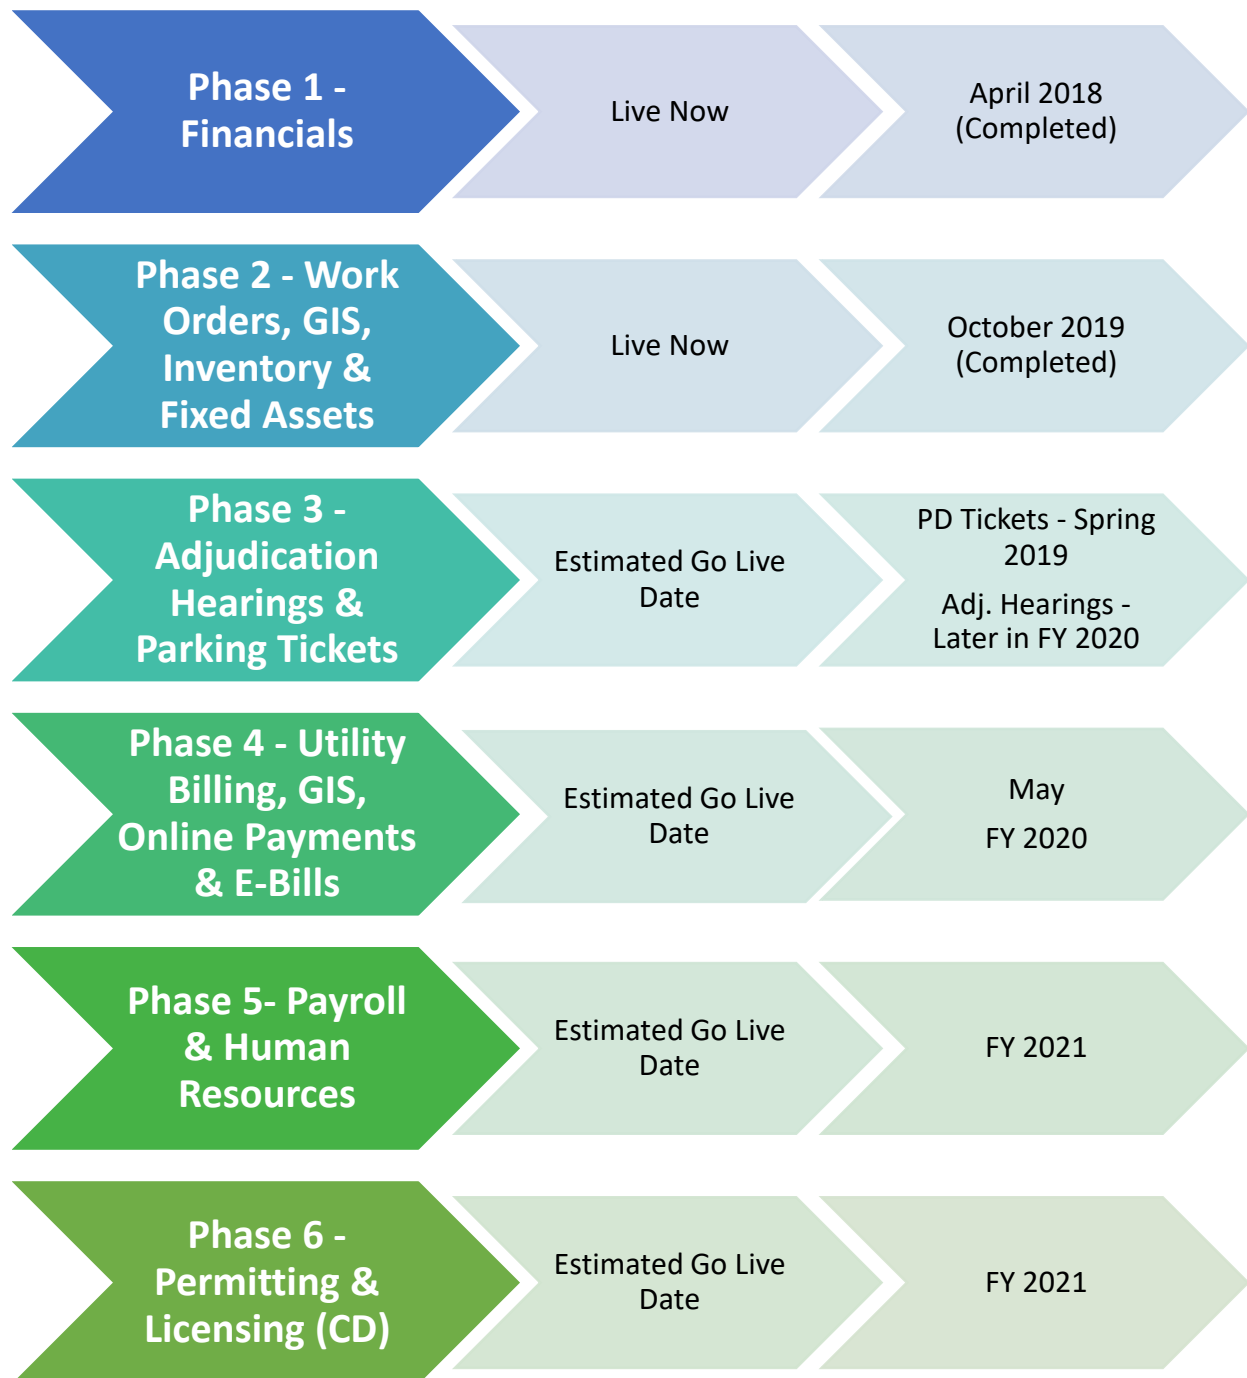 Phase 1 -
Financials
Live Now
April 2018
(Completed)
Phase 2 - Work
Orders, GIS,
Inventory &
Fixed Assets
Live Now
October 2019
(Completed)
Phase 3 -
Adjudication
Hearings &
Parking Tickets
Estimated Go Live
Date
PD Tickets - Spring
2019
Adj. Hearings -
Later in FY 2020
Phase 4 - Utility
Billing, GIS,
Online Payments
& E-Bills
Estimated Go Live
Date
May
FY 2020
Phase 5- Payroll
& Human
Resources
Estimated Go Live
Date
FY 2021
Phase 6 -
Permitting &
Licensing (CD)
Estimated Go Live
Date
FY 2021